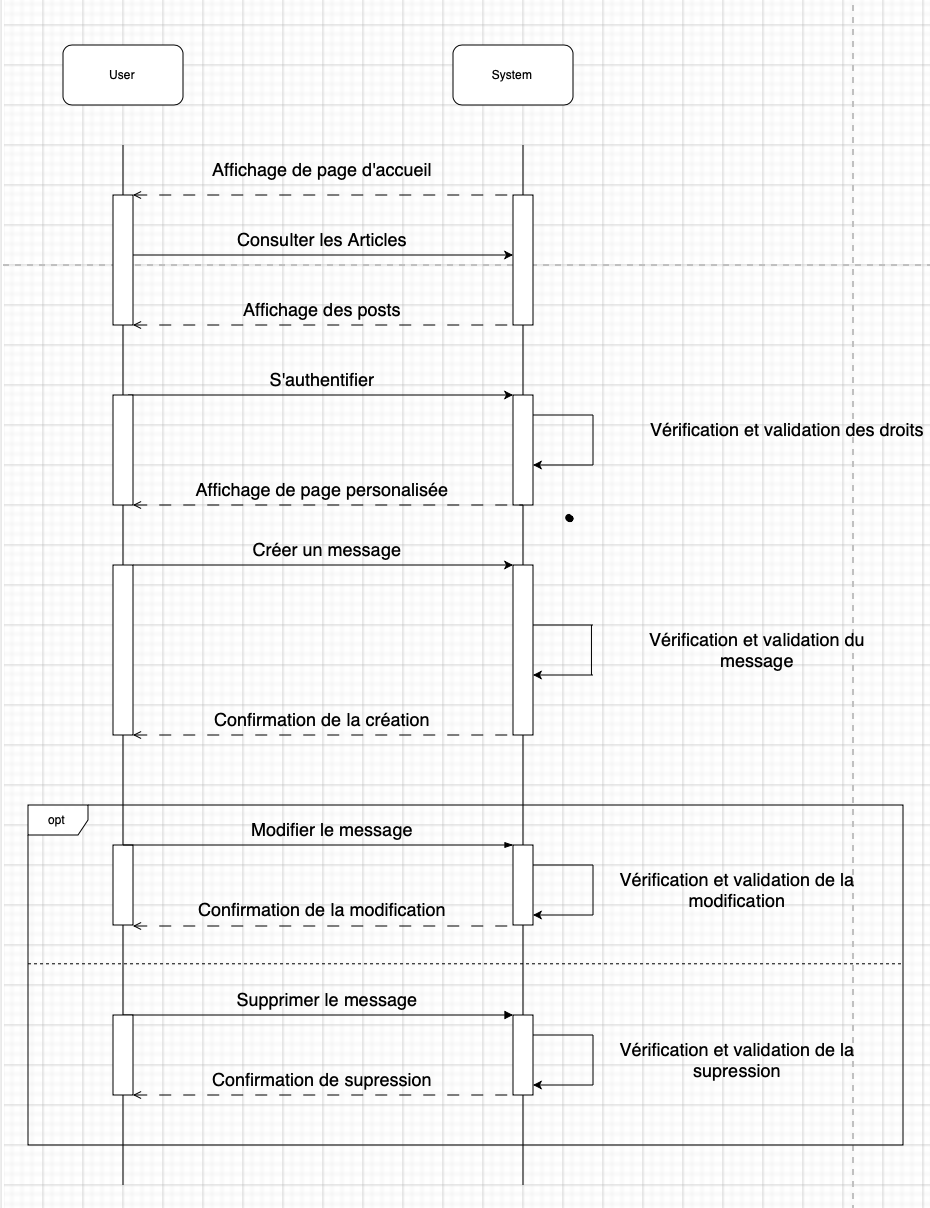 User
System
Affichage de page d'accueil
Consulter les Articles
Affichage des posts
S'authentifier
Vérification et validation des droits
Affichage de page personalisée
Créer un message
Vérification et validation du
message
Confirmation de la création
opt
Modifier le message
Vérification et validation de la
modification
Confirmation de la modification
Supprimer le message
Vérification et validation de la
supression
Confirmation de supression